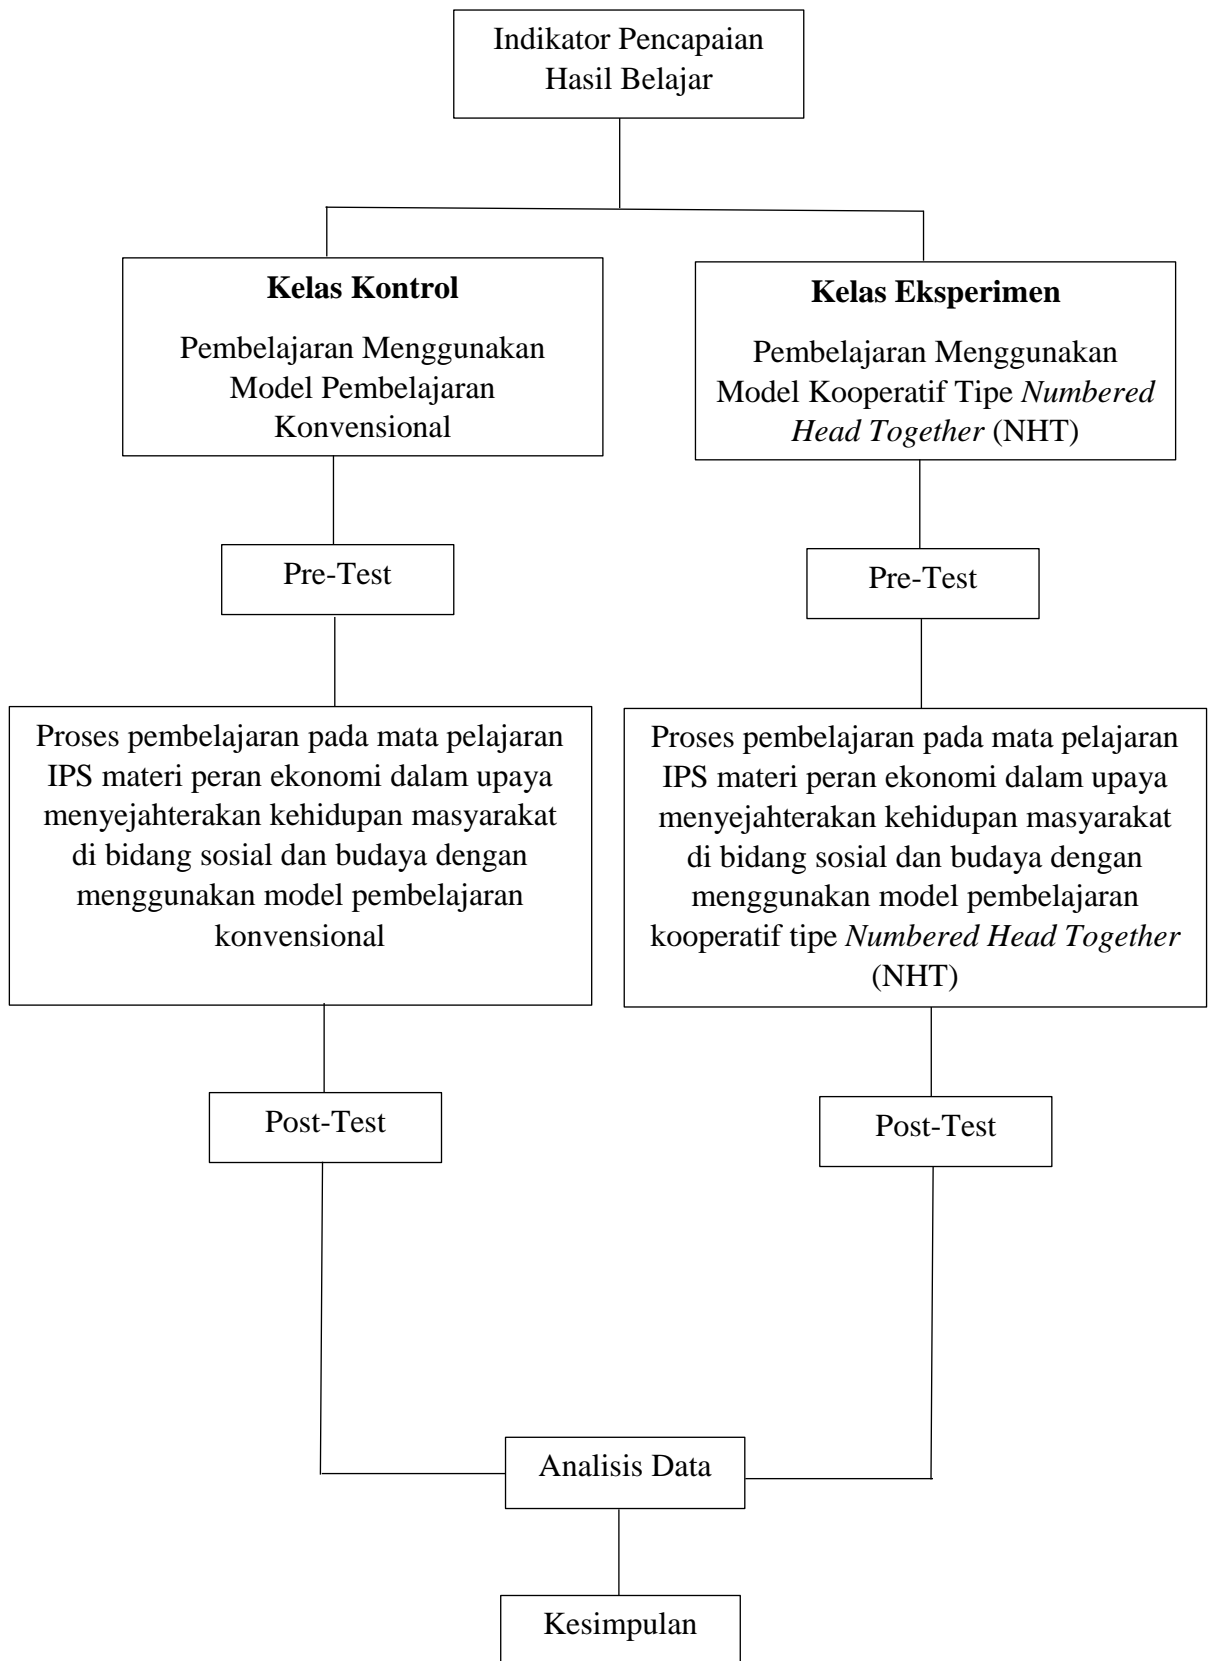 Indikator Pencapaian
Hasil Belajar
Kelas Kontrol
Pembelajaran Menggunakan
Model Pembelajaran
Konvensional
Kelas Eksperimen
Pembelajaran Menggunakan
Model Kooperatif Tipe Numbered
Head Together (NHT)
Pre-Test
Pre-Test
Proses pembelajaran pada mata pelajaran
IPS materi peran ekonomi dalam upaya
menyejahterakan kehidupan masyarakat
di bidang sosial dan budaya dengan
menggunakan model pembelajaran
konvensional
Proses pembelajaran pada mata pelajaran
IPS materi peran ekonomi dalam upaya
menyejahterakan kehidupan masyarakat
di bidang sosial dan budaya dengan
menggunakan model pembelajaran
kooperatif tipe Numbered Head Together
(NHT)
Post-Test
Post-Test
Analisis Data
Kesimpulan